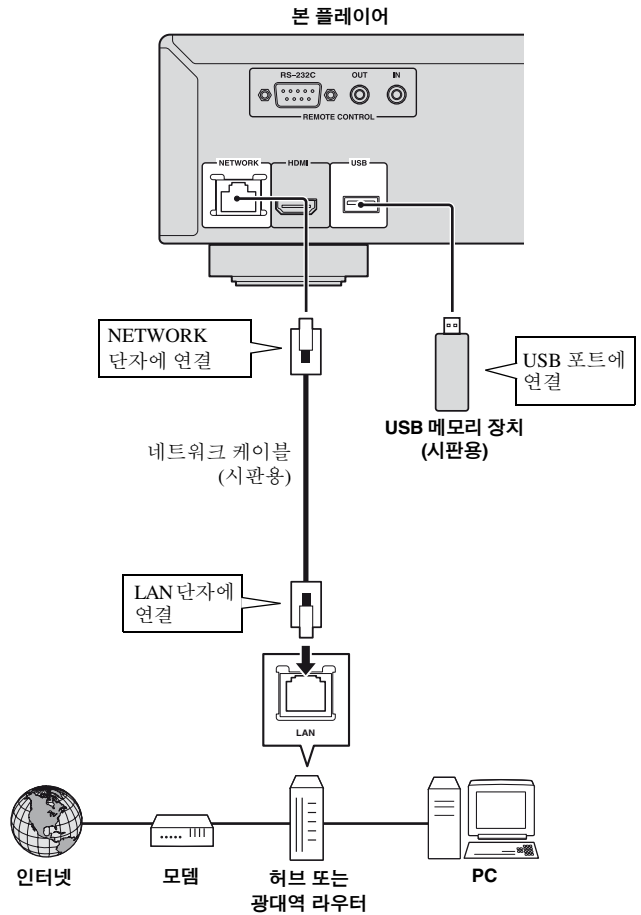 본 플레이어
RS-232C
OUT
IN
REMOTE CONTROL
NETWORK
HDMI
USB
NETWORK
단자에 연결
USB 포트에
연결
USB 메모리 장치
(시판용)
네트워크 케이블
(시판용)
LAN 단자에
연결
LAN
인터넷
모뎀
허브 또는
광대역 라우터
PC